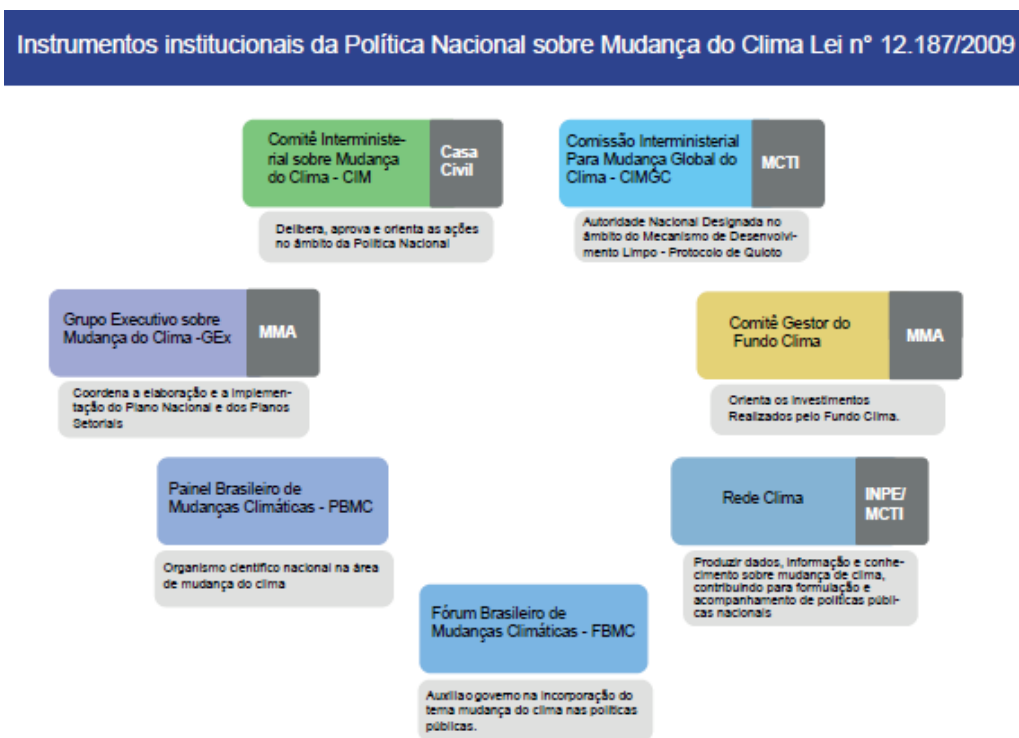 Instrumentos institucionais da Política Nacional sobre Mudança do Clima Lei n° 12.187/2009
Comitê Interministe-
rial sobre Mudança
do Clima - CIM
Casa
Civil
Delibera, aprova e orienta as ações
no âmbito da Política Nacional
Comissão Interministerial
Para Mudança Global do
Clima - CIMGC
MCTI
Autoridade Nacional Designada no
âmbito do Mecanismo de Desenvolvi-
mento Limpo - Protocolo de Quioto
Grupo Executivo sobre
Mudança do Clima -GEx
MMA
Coordena a elaboração e a implemen-
tação do Plano Nacional e dos Planos
Setoriais
Comitê Gestor do
Fundo Clima
MMA
Orienta os investimentos
Realizados pelo Fundo Clima.
Painel Brasileiro de
Mudanças Climáticas - PBMC
Organismo científico nacional na área
de mudança do clima
Rede Clima
INPE/
MCTI
Produzir dados, informação e conhe-
cimento sobre mudança de clima,
contribuindo para formulação e
acompanhamento de políticas públi-
cas nacionais
Fórum Brasileiro de
Mudanças Climáticas - FBMC
Auxilia o governo na incorporação do
tema mudança do clima nas políticas
públicas.